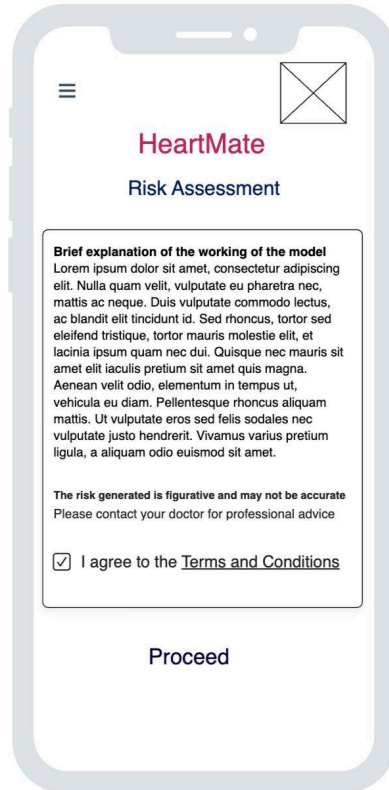 HeartMate
Risk Assessment
Brief explanation of the working of the model
Lorem ipsum dolor sit amet, consectetur adipiscing
elit. Nulla quam velit, vulputate eu pharetra nec,
mattis ac neque. Duis vulputate commodo lectus,
ac blandit elit tincidunt id. Sed rhoncus, tortor sed
eleifend tristique, tortor mauris molestie elit, et
lacinia ipsum quam nec dui. Quisque nec mauris sit
amet elit iaculis pretium sit amet quis magna.
Aenean velit odio, elementum in tempus ut,
vehicula eu diam. Pellentesque rhoncus aliquam
mattis. Ut vulputate eros sed felis sodales nec
vulputate justo hendrerit. Vivamus varius pretium
ligula, a aliquam odio euismod sit amet.
The risk generated is figurative and may not be accurate
Please contact your doctor for professional advice
I agree to the Terms and Conditions
Proceed